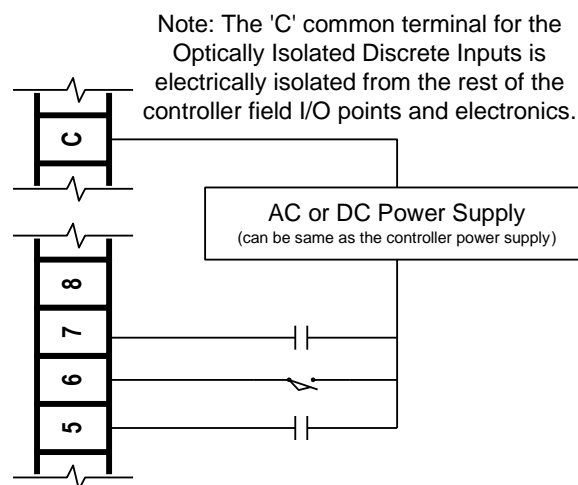 Note: The 'C' common terminal for the
Optically Isolated Discrete Inputs is
electrically isolated from the rest of the
controller field I/O points and electronics.
C
AC or DC Power Supply
(can be same as the controller power supply)
8
7
6
5